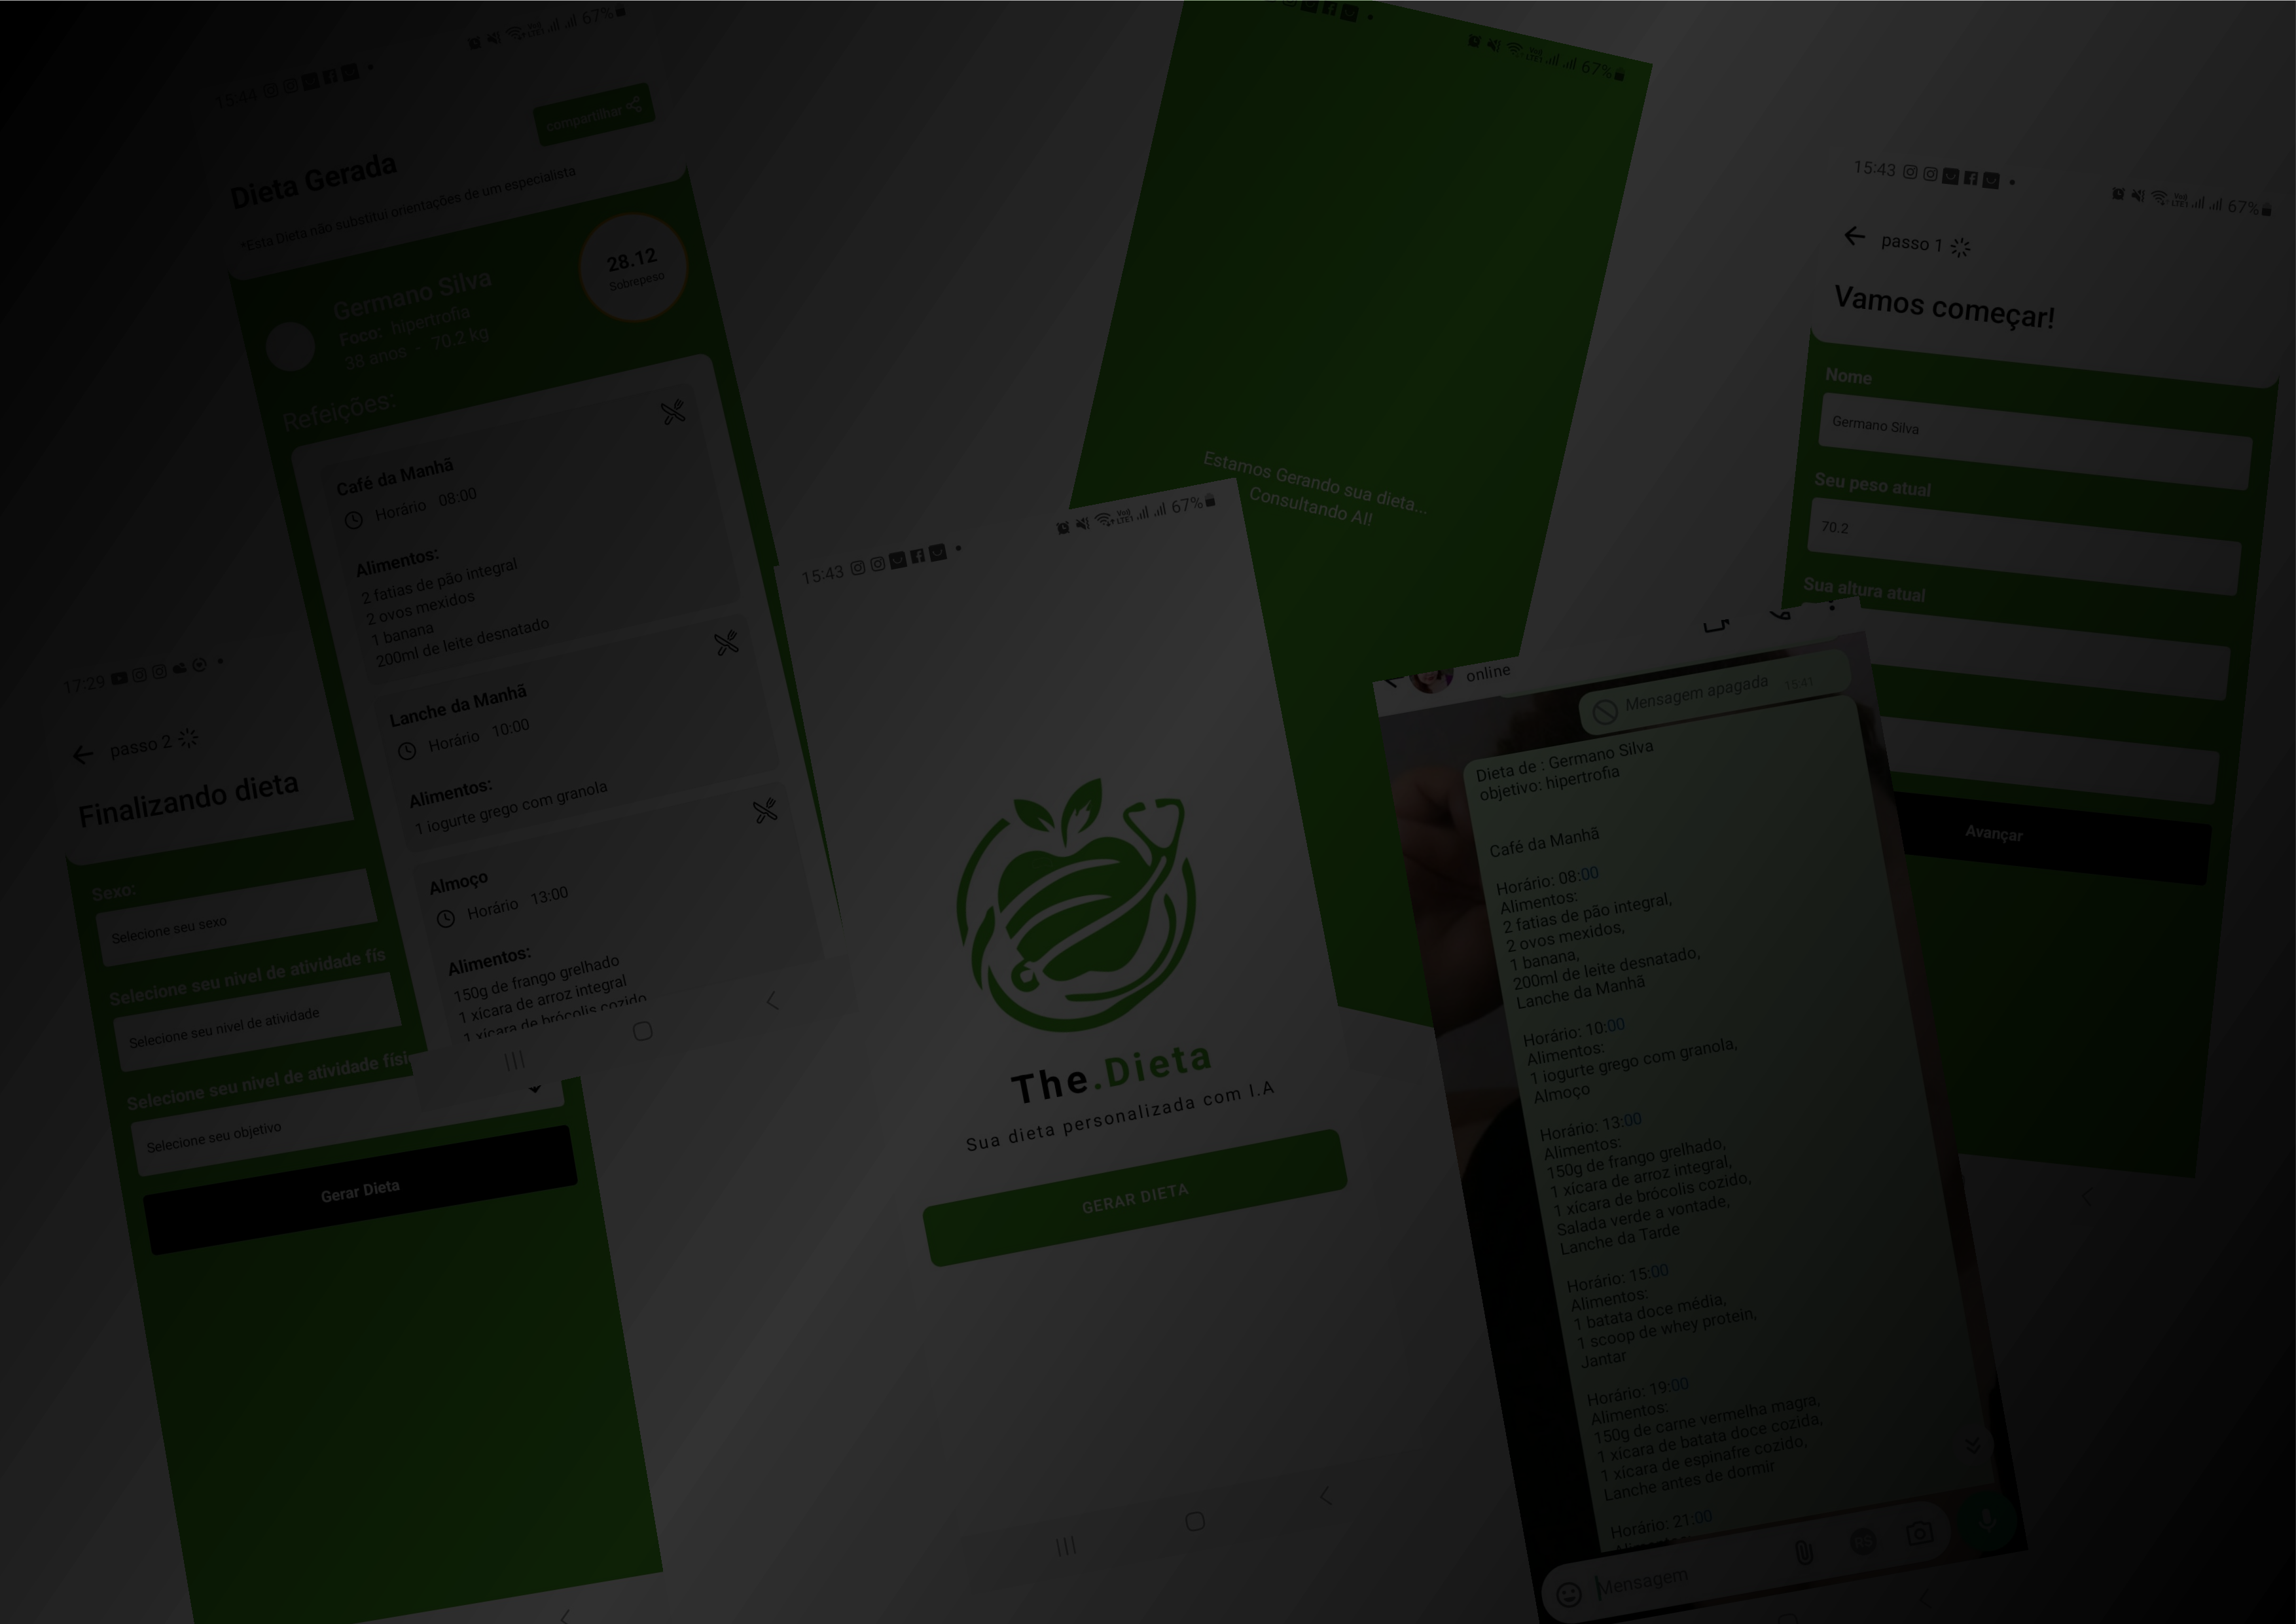 15:44
67%
compartilhar
Dieta Gerada
*Esta Dieta não substitui orientações de um especialista
Germano Silva
Foco: hipertrofia
38 anos - 70.2 kg
28.12
Sobrepeso
Refeições:
Café da Manhã
Horário 08:00
Alimentos:
2 fatias de pão integral
2 ovos mexidos
1 banana
200ml de leite desnatado
Lanche da Manhã
Horário 10:00
Alimentos:
1 iogurte grego com granola
Almoço
Horário 13:00
Alimentos:
150g de frango grelhado
1 xícara de arroz integral
1 xícara de brócolis cozido
17:29
passo 2
Finalizando dieta
Sexo:
Selecione seu sexo
Selecione seu nivel de atividade fís
Selecione seu nivel de atividade
Selecione seu nivel de atividade físi
Selecione seu objetivo
Gerar Dieta
67%
Estamos Gerando sua dieta...
Consultando AI!
15:43
67%
The.Dieta
Sua dieta personalizada com I.A
GERAR DIETA
15:43
67%
passo 1
Vamos começar!
Nome
Germano Silva
Seu peso atual
70.2
Sua altura atual
Avançar
online
Mensagem apagada 15:41
Dieta de : Germano Silva
objetivo: hipertrofia
Café da Manhã
Horário: 08:00
Alimentos:
2 fatias de pão integral,
2 ovos mexidos,
1 banana,
200ml de leite desnatado,
Lanche da Manhã
Horário: 10:00
Alimentos:
1 iogurte grego com granola,
Almoço
Horário: 13:00
Alimentos:
150g de frango grelhado,
1 xícara de arroz integral,
1 xícara de brócolis cozido,
Salada verde a vontade,
Lanche da Tarde
Horário: 15:00
Alimentos:
1 batata doce média,
1 scoop de whey protein,
Jantar
Horário: 19:00
Alimentos:
150g de carne vermelha magra,
1 xícara de batata doce cozida,
1 xícara de espinafre cozido,
Lanche antes de dormir
Horário: 21:00
Mensagem